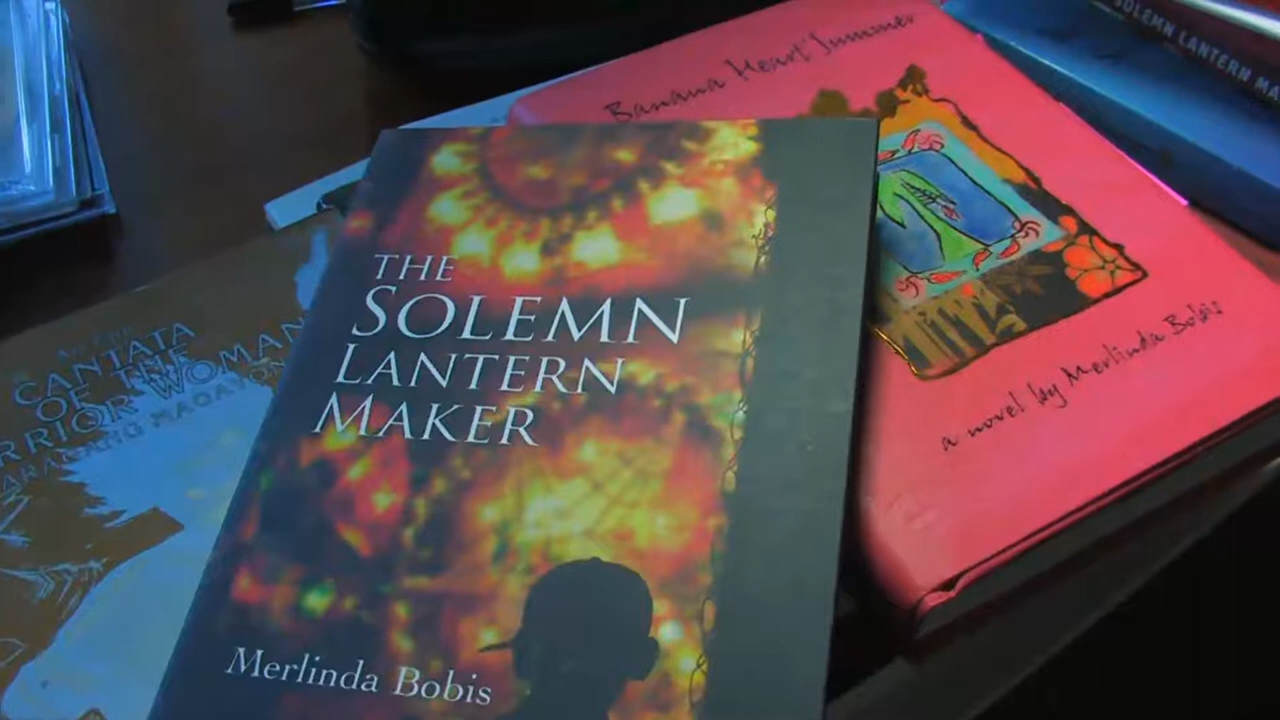 SOLEMN LANTERN MA
Banana Heart Summer
THE
SOLEMN
LANTERN
MAKER
Merlinda Bobis
a novel by Merlinda Bobis
CANTATA
OF THE
RRIOR WOMAN